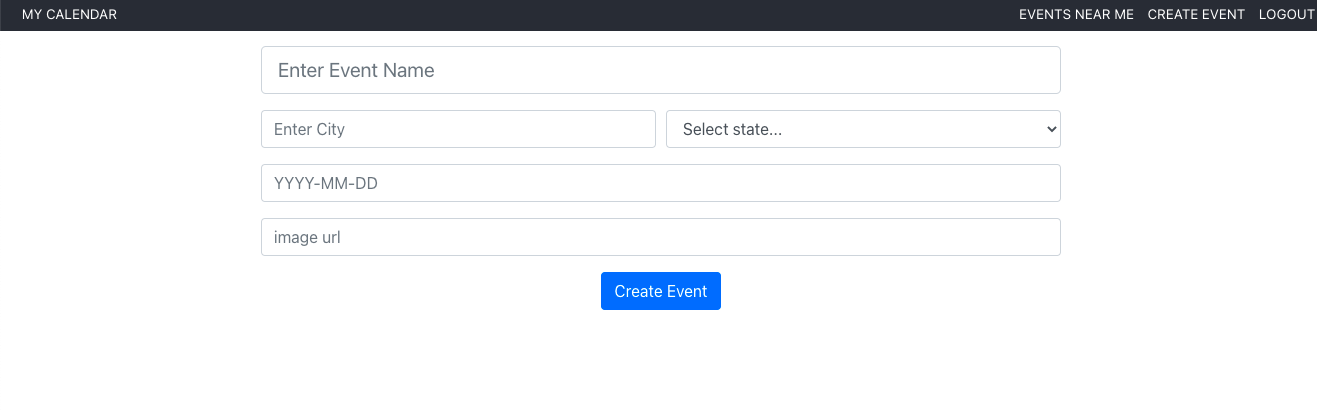 MY CALENDAR EVENTS NEAR ME CREATE EVENT LOGOUT
Enter Event Name
Enter City Select state...
YYYY-MM-DD
image url
Create Event